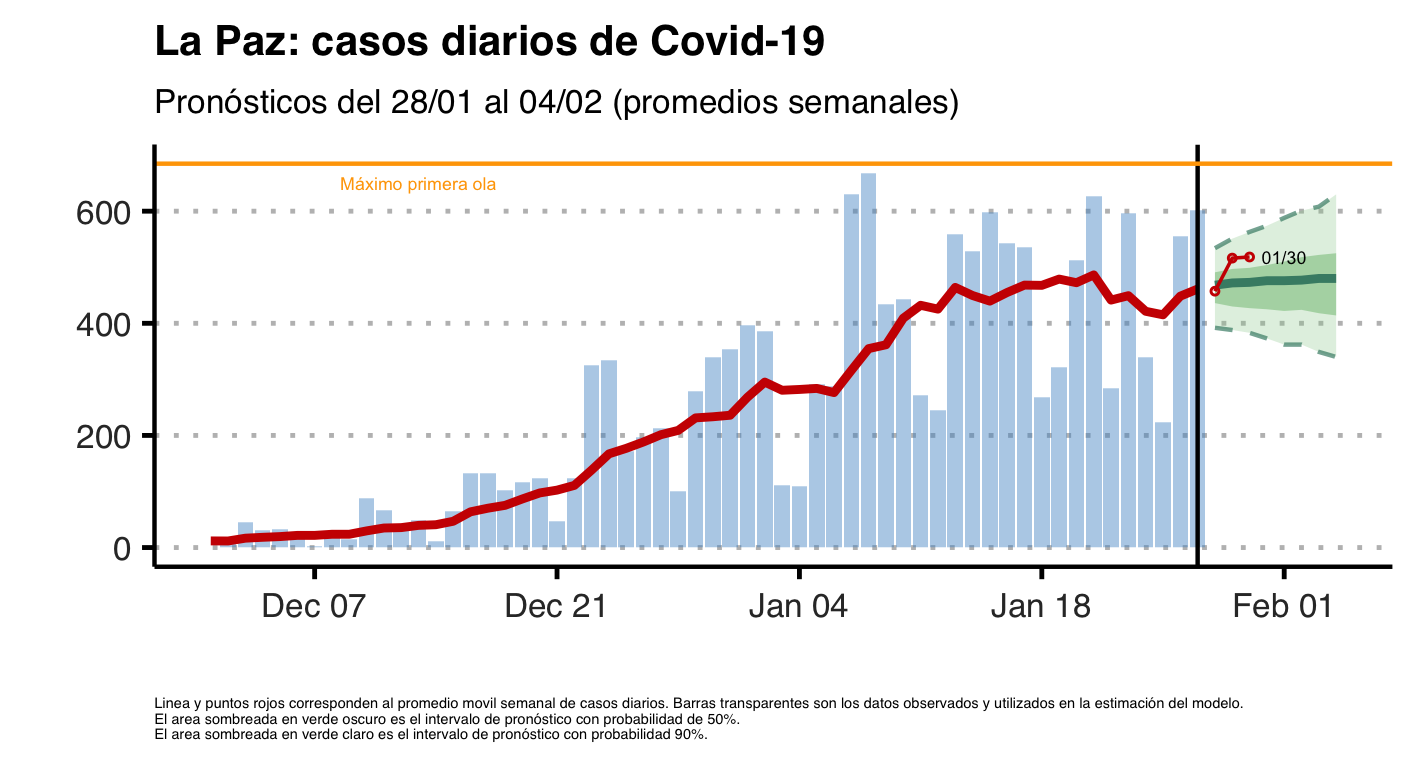 La Paz: casos diarios de Covid-19
Pronósticos del 28/01 al 04/02 (promedios semanales)
Máximo primera ola
600
01/30
400
200
0
Dec 07 Dec 21 Jan 04 Jan 18 Feb 01
Linea y puntos rojos corresponden al promedio movil semanal de casos diarios. Barras transparentes son los datos observados y utilizados en la estimación del modelo.
El area sombreada en verde oscuro es el intervalo de pronóstico con probabilidad de 50%.
El area sombreada en verde claro es el intervalo de pronóstico con probabilidad 90%.